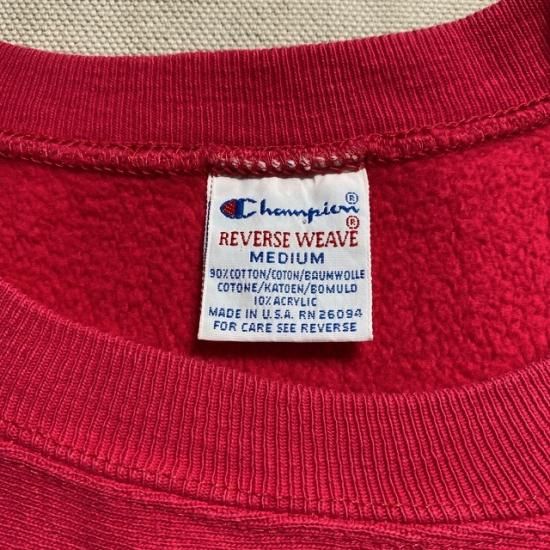 Champion®
REVERSE WEAVE®
MEDIUM
90% COTTON/COTON/BAUMWOLLE
COTONE/KATOEN/BOMULD
10% ACRYLIC
MADE IN U.S.A. RN 26094
FOR CARE SEE REVERSE